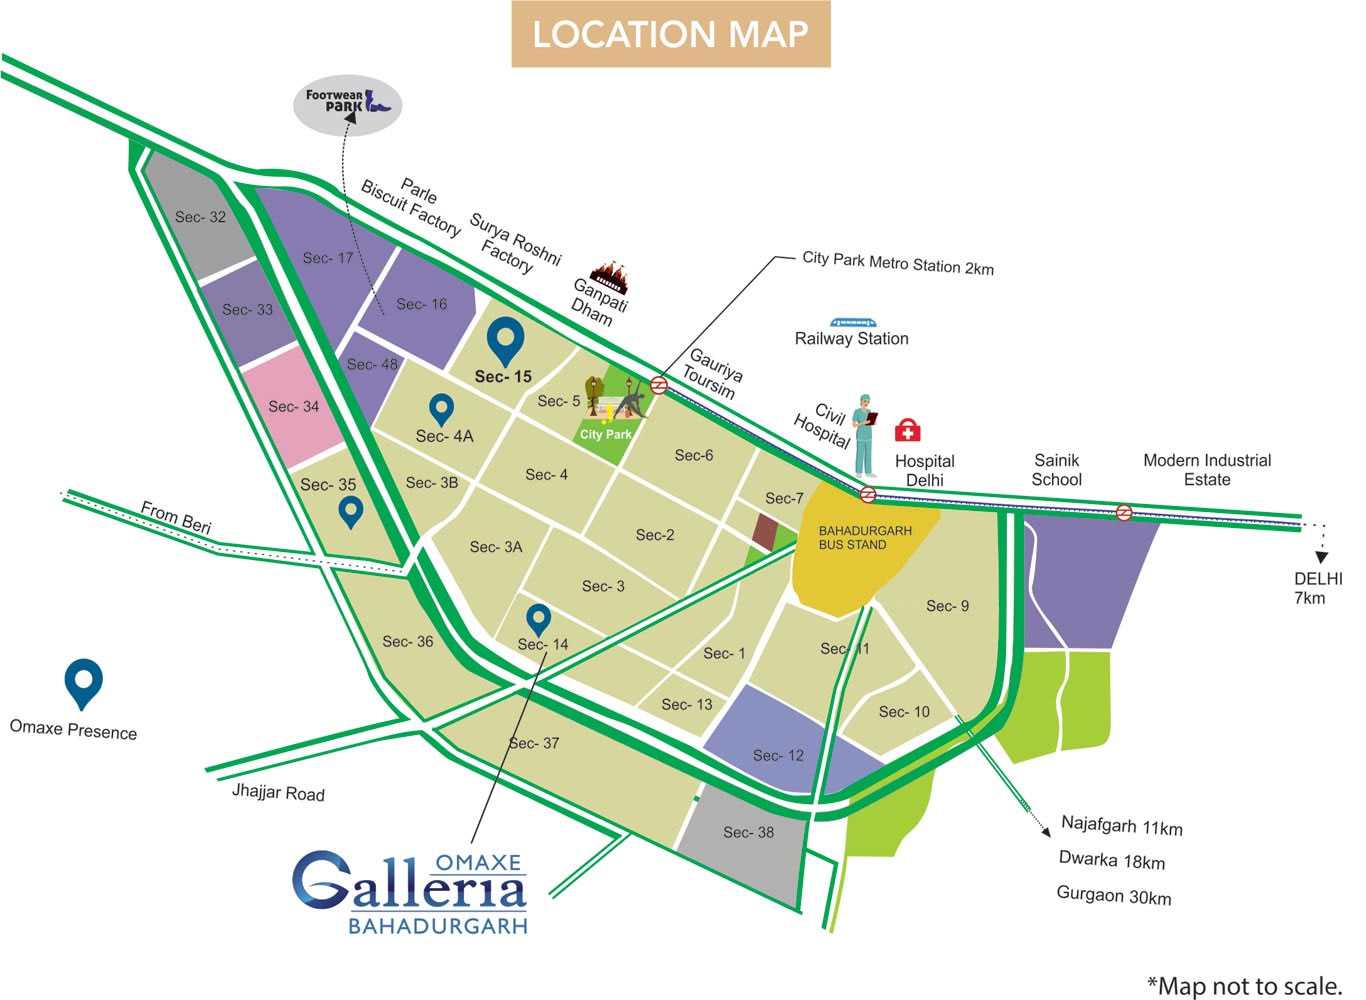 LOCATION MAP
FOOTWEAR
PARK
Parle
Biscuit Factory
Surya Roshni
Factory
Ganpati
Dham
City Park Metro Station 2km
Railway Station
Gauriya
Toursim
Civil
Hospital
Hospital
Delhi
Sainik
School
Modern Industrial
Estate
DELHI
7km
Sec- 32
Sec- 17
Sec- 16
Sec- 33
Sec- 48
Sec- 15
Sec- 5
City Park
Sec- 34
Sec- 4A
Sec- 4
Sec-6
Sec-7
Sec- 35
Sec- 3B
BAHADURGARH
BUS STAND
From Beri
Sec- 3A
Sec-2
Sec- 3
Sec- 9
Sec- 36
Sec- 14
Sec- 1
Sec- 11
Sec- 13
Sec- 10
Omaxe Presence
Sec- 37
Sec- 12
Jhajjar Road
Sec- 38
Najafgarh 11km
Dwarka 18km
Gurgaon 30km
OMAXE
Galleria
BAHADURGARH
*Map not to scale.